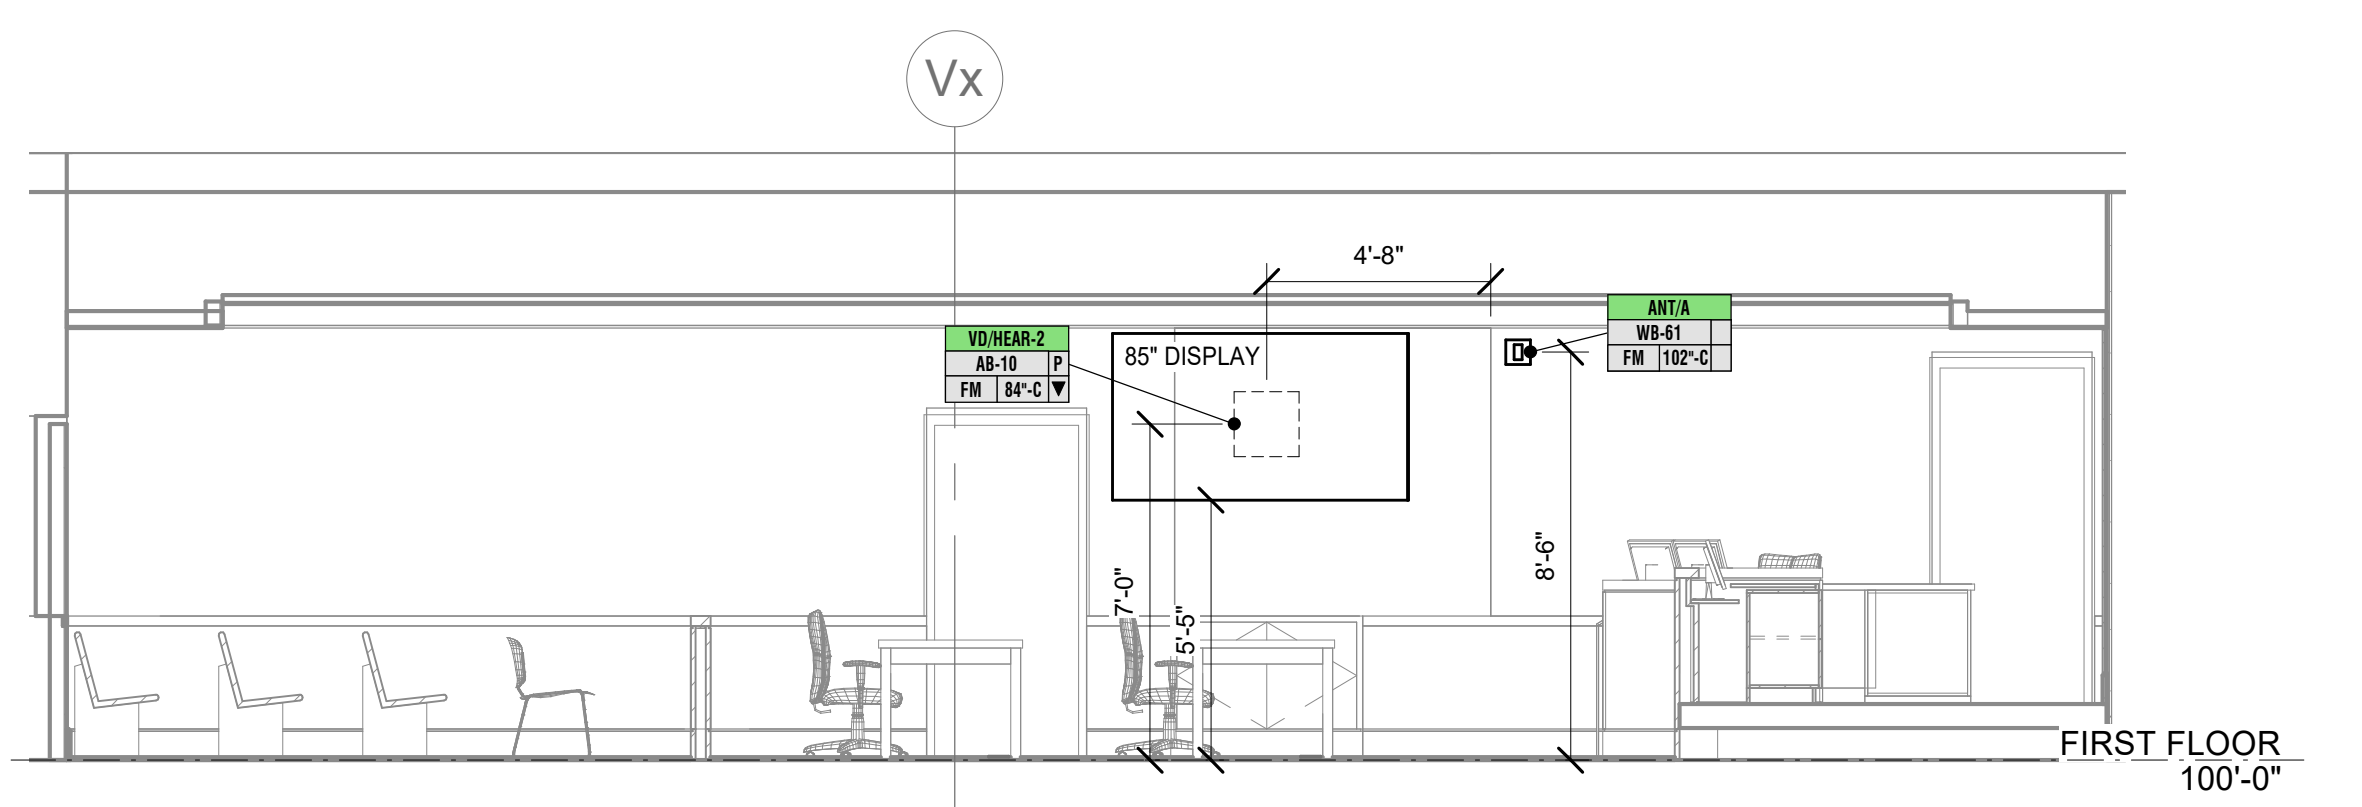 Vx
4'-8"
ANT/A
WB-61
FM 102"-C
VD/HEAR-2
AB-10 P
FM 84"-C ▼
85" DISPLAY
8'-6"
7'-0"
5'-5"
FIRST FLOOR
100'-0"